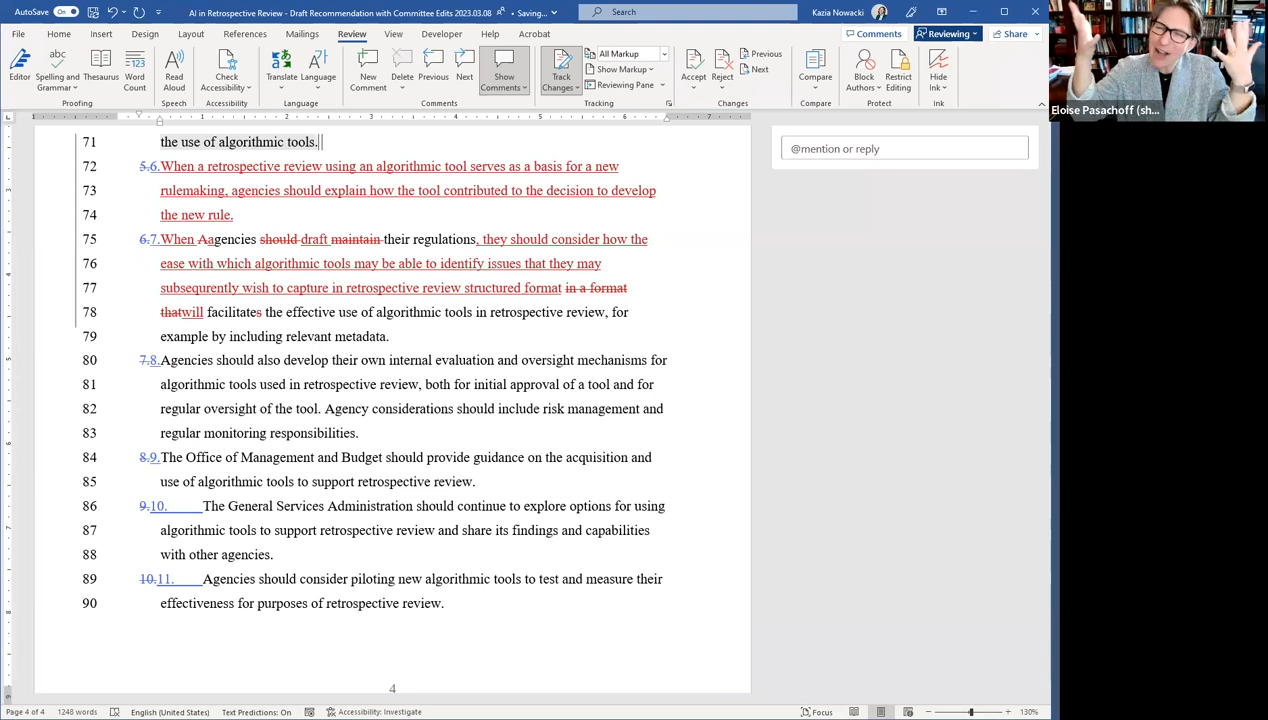 AutoSave On AI in Retrospective Review - Draft Recommendation with Committee Edits 2023.03.08 • Saving... Search Kazia Nowacki
File Home Insert Design Layout References Mailings Review View Developer Help Acrobat Comments Reviewing Share
Editor Spelling and Grammar Thesaurus Word Count Read Aloud Check Accessibility Translate Language New Comment Delete Previous Next Show Comments Track Changes All Markup Show Markup Reviewing Pane Accept Reject Previous Next Compare Block Authors Restrict Editing Hide Ink
Proofing Speech Accessibility Language Comments Tracking Changes Compare Protect Ink
Eloise Pasachoff (sh...
1 1 2 3 4 5 6 7
@mention or reply
71 the use of algorithmic tools.
72 5.6.When a retrospective review using an algorithmic tool serves as a basis for a new
73 rulemaking, agencies should explain how the tool contributed to the decision to develop
74 the new rule.
75 6.7.When Aagencies should draft maintain their regulations, they should consider how the
76 ease with which algorithmic tools may be able to identify issues that they may
77 subsequrently wish to capture in retrospective review structured format in a format
78 thatwill facilitates the effective use of algorithmic tools in retrospective review, for
79 example by including relevant metadata.
80 7.8.Agencies should also develop their own internal evaluation and oversight mechanisms for
81 algorithmic tools used in retrospective review, both for initial approval of a tool and for
82 regular oversight of the tool. Agency considerations should include risk management and
83 regular monitoring responsibilities.
84 8.9.The Office of Management and Budget should provide guidance on the acquisition and
85 use of algorithmic tools to support retrospective review.
86 9.10. The General Services Administration should continue to explore options for using
87 algorithmic tools to support retrospective review and share its findings and capabilities
88 with other agencies.
89 10.11. Agencies should consider piloting new algorithmic tools to test and measure their
90 effectiveness for purposes of retrospective review.
4
Page 4 of 4 1248 words English (United States) Text Predictions: On Accessibility: Investigate Focus 130%